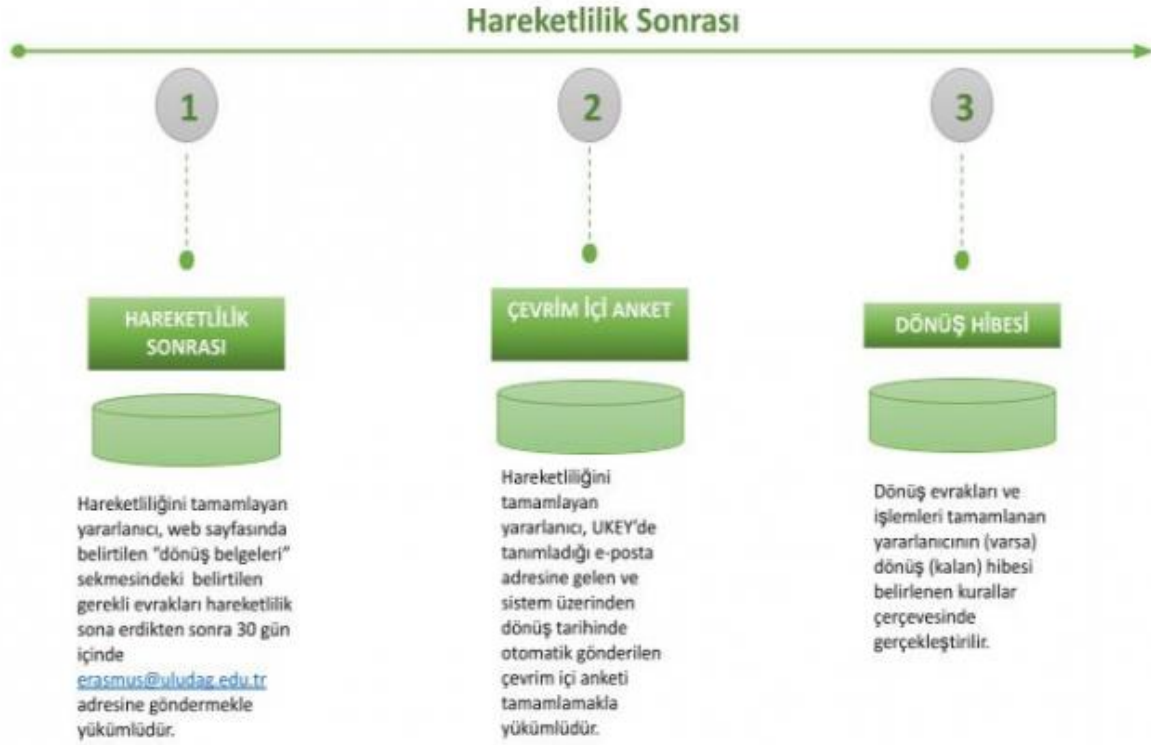 Hareketlilik Sonrası
1
HAREKETLİLİK
SONRASI
Hareketliliğini tamamlayan
yararlanıcı, web sayfasında
belirtilen "dönüş belgeleri"
sekmesindeki belirtilen
gerekli evrakları hareketlilik
sona erdikten sonra 30 gün
içinde
erasmus@uludag.edu.tr
adresine göndermekle
yükümlüdür.
2
ÇEVRİM İÇİ ANKET
Hareketliliğini
tamamlayan
yararlanıcı, UKEY'de
tanımladığı e-posta
adresine gelen ve
sistem üzerinden
dönüş tarihinde
otomatik gönderilen
çevrim içi anketi
tamamlamakla
yükümlüdür.
3
DÖNÜŞ HİBESİ
Dönüş evrakları ve
işlemleri tamamlanan
yararlanıcının (varsa)
dönüş (kalan) hibesi
belirlenen kurallar
çerçevesinde
gerçekleştirilir.